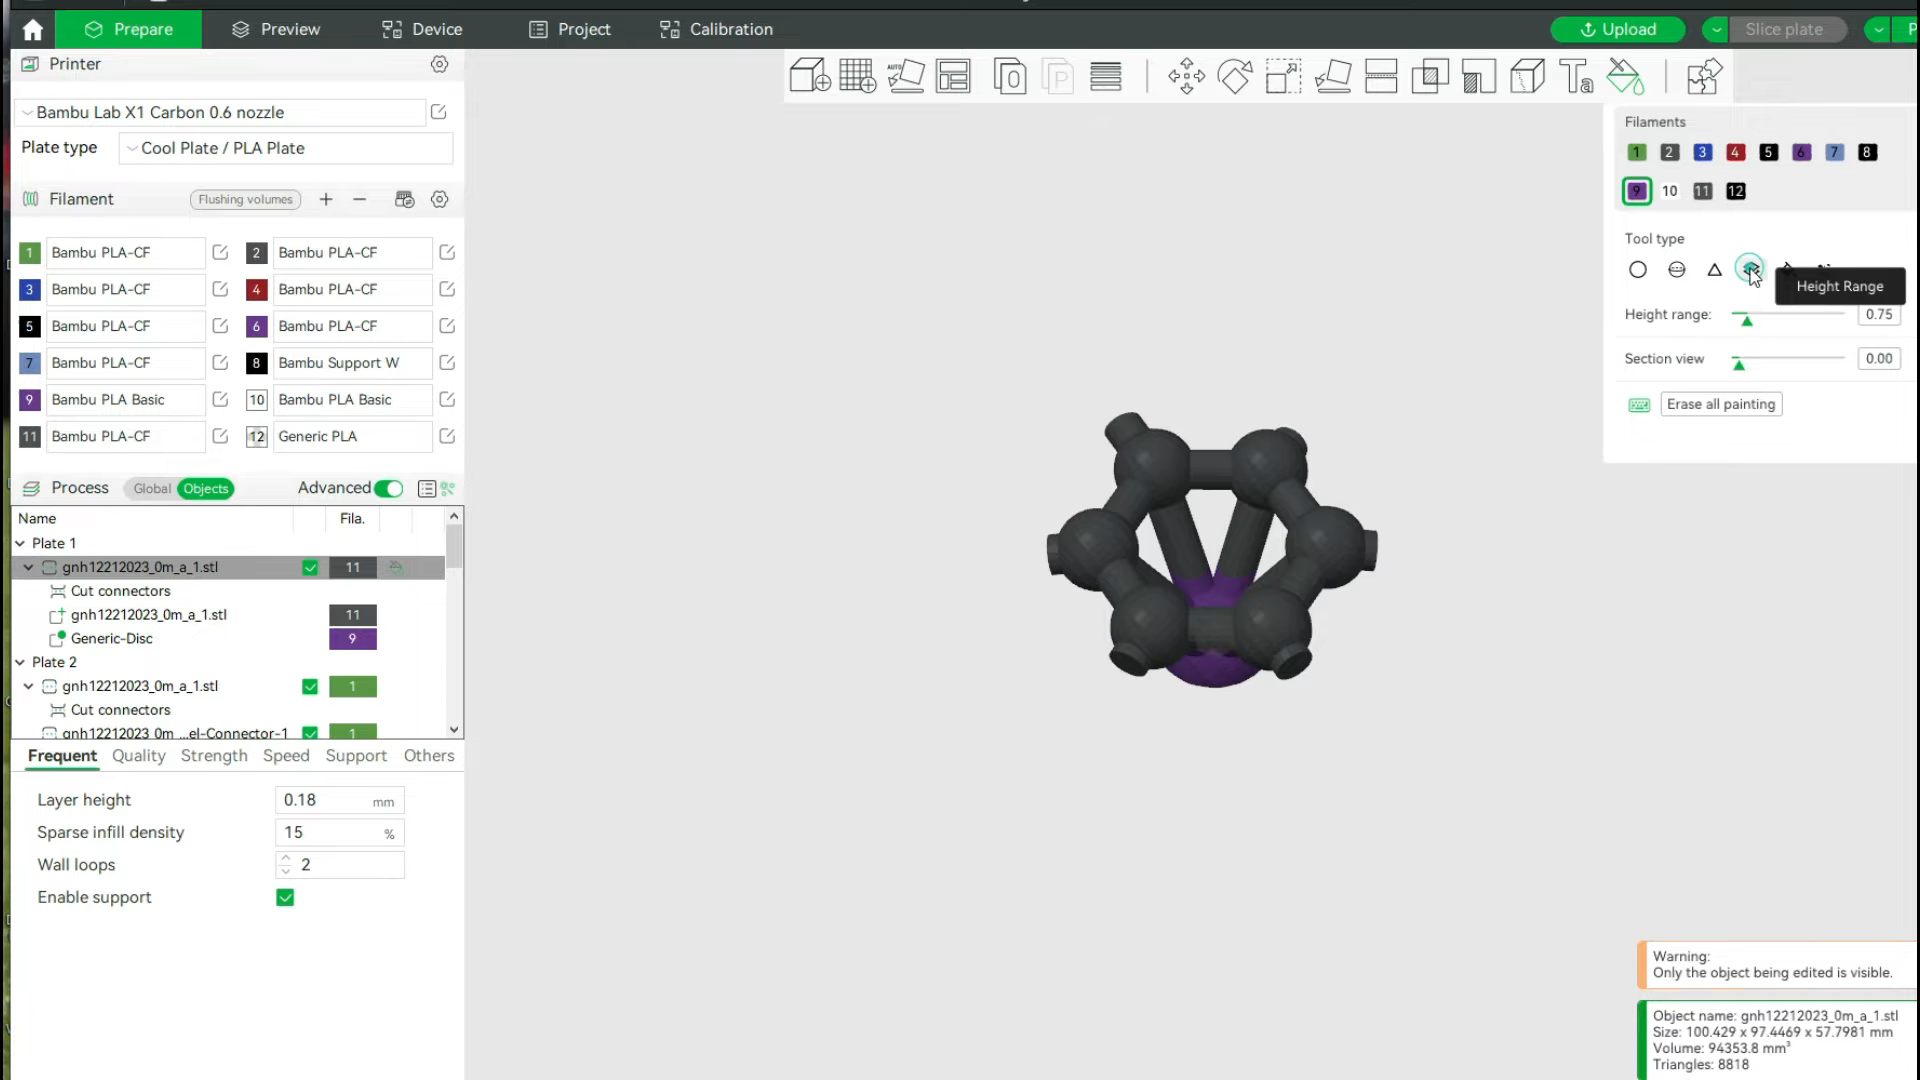 Prepare
Preview
Device
Project
Calibration
Upload
Slice plate
Printer
Bambu Lab X1 Carbon 0.6 nozzle
Plate type
Cool Plate / PLA Plate
Filament
Flushing volumes
1 Bambu PLA-CF
2 Bambu PLA-CF
3 Bambu PLA-CF
4 Bambu PLA-CF
5 Bambu PLA-CF
6 Bambu PLA-CF
7 Bambu PLA-CF
8 Bambu Support W
9 Bambu PLA Basic
10 Bambu PLA Basic
11 Bambu PLA-CF
12 Generic PLA
Process
Global
Objects
Advanced
Name
Fila.
Plate 1
gnh12212023_0m_a_1.stl 11
Cut connectors
gnh12212023_0m_a_1.stl 11
Generic-Disc 9
Plate 2
gnh12212023_0m_a_1.stl 1
Cut connectors
gnh12212023_0m ...el-Connector-1 1
Frequent
Quality
Strength
Speed
Support
Others
Layer height 0.18 mm
Sparse infill density 15 %
Wall loops 2
Enable support
AUTO
0
P
Ta
Filaments
1 2 3 4 5 6 7 8
9 10 11 12
Tool type
Height Range
Height range: 0.75
Section view 0.00
Erase all painting
Warning:
Only the object being edited is visible.
Object name: gnh12212023_0m_a_1.stl
Size: 100.429 x 97.4469 x 57.7981 mm
Volume: 94353.8 mm³
Triangles: 8818